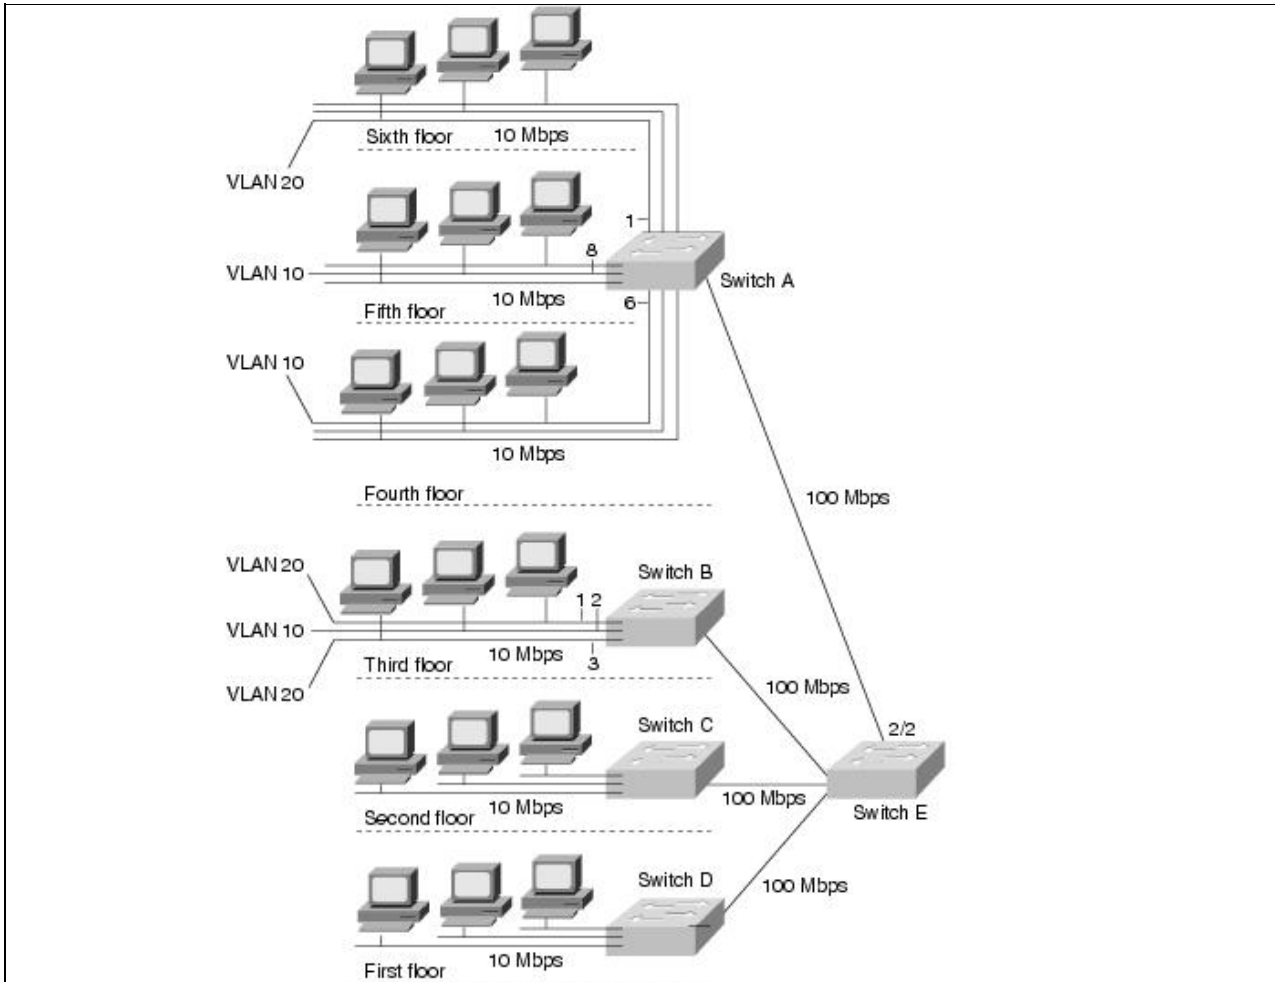 Sixth floor 10 Mbps
VLAN 20
1
8
VLAN 10
Switch A
10 Mbps
6
Fifth floor
VLAN 10
10 Mbps
Fourth floor
100 Mbps
VLAN 20
Switch B
1 2
VLAN 10
10 Mbps
3
Third floor
VLAN 20
100 Mbps
Switch C
2/2
10 Mbps
100 Mbps
Second floor
Switch E
Switch D
100 Mbps
10 Mbps
First floor